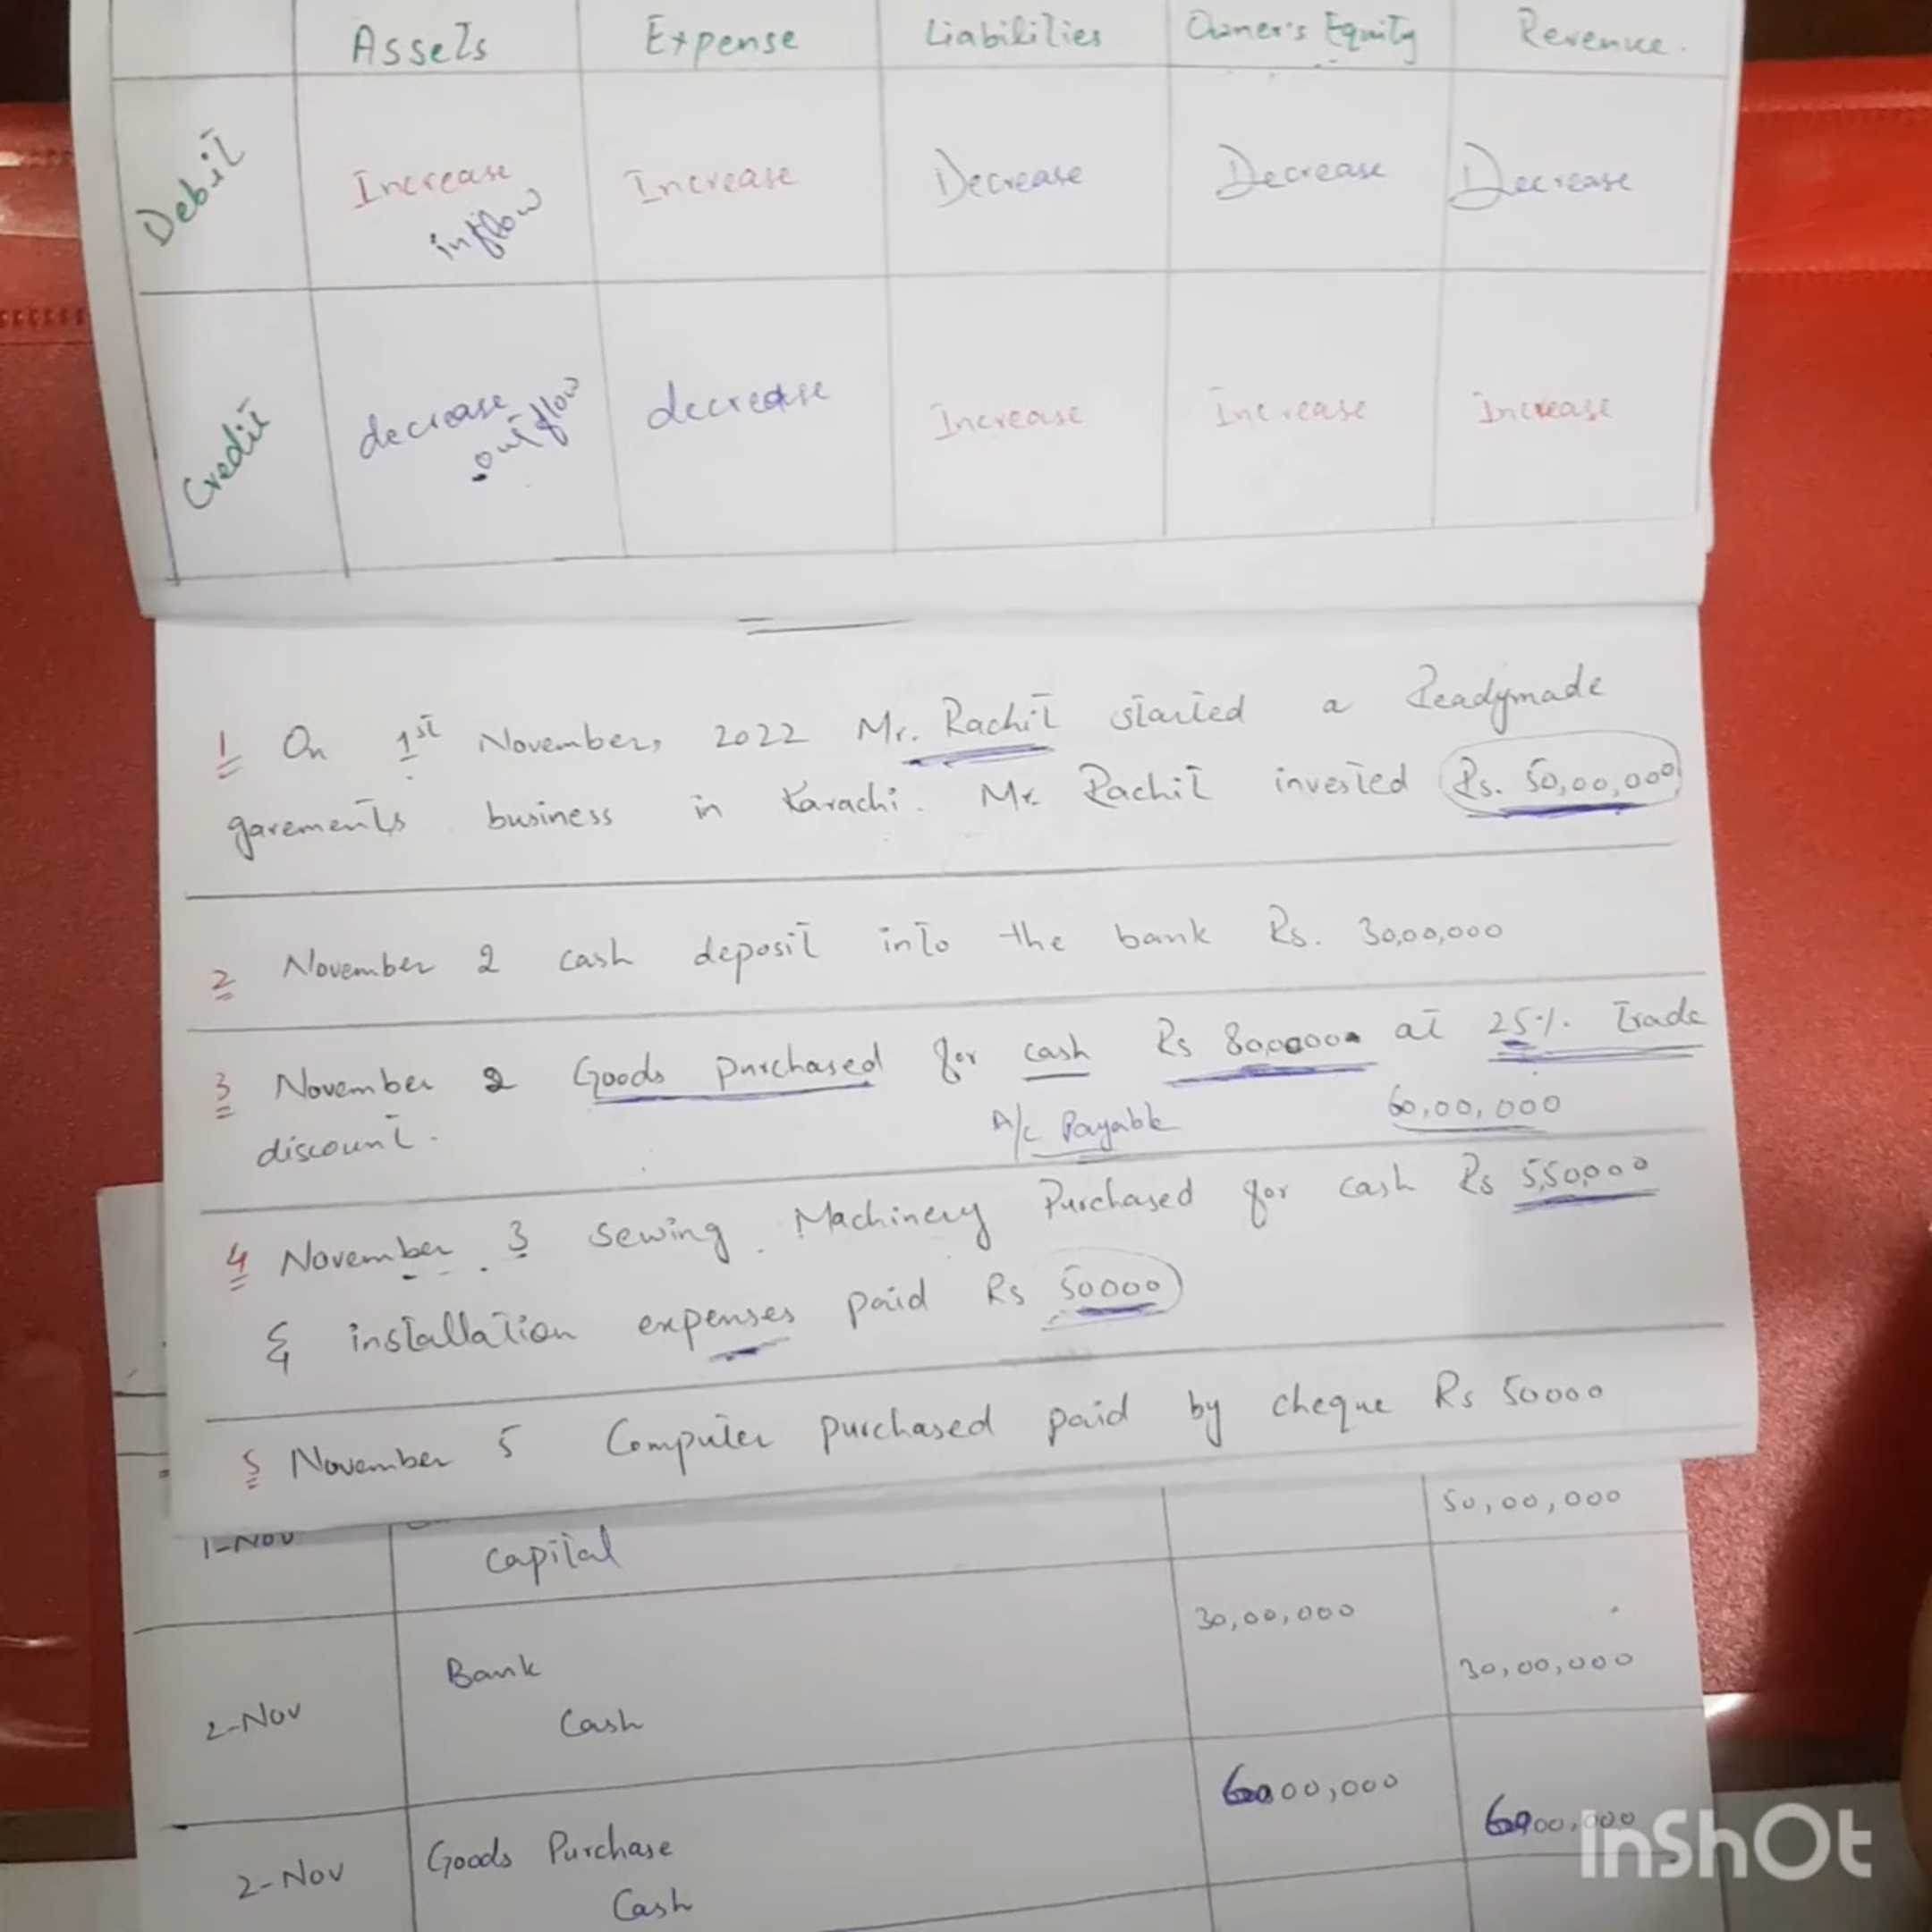 Assets Expense Liabilities Owner's Equity Revenue.
Debit Increase Increase Decrease Decrease Decrease
inflow
Credit decrease decrease Increase Increase Increase
outflow
1 On 1st November, 2022 Mr. Rachit started a Readymade
garements business in Karachi. Mr. Rachit invested Rs. 50,00,000
2 November 2 cash deposit into the bank Rs. 30,00,000
3 November 2 Goods purchased for cash Rs at 25% Trade
discount. A/c Payable 60,00,000
4 November 3 Sewing Machinery Purchased for cash Rs 5,50,000
& installation expenses paid Rs 50000
5 November 5 Computer purchased paid by cheque Rs 50000
1-Nov 50,00,000
Capital
Bank 30,00,000
2-Nov Cash 30,00,000
Goods Purchase
2-Nov Cash
InShOt